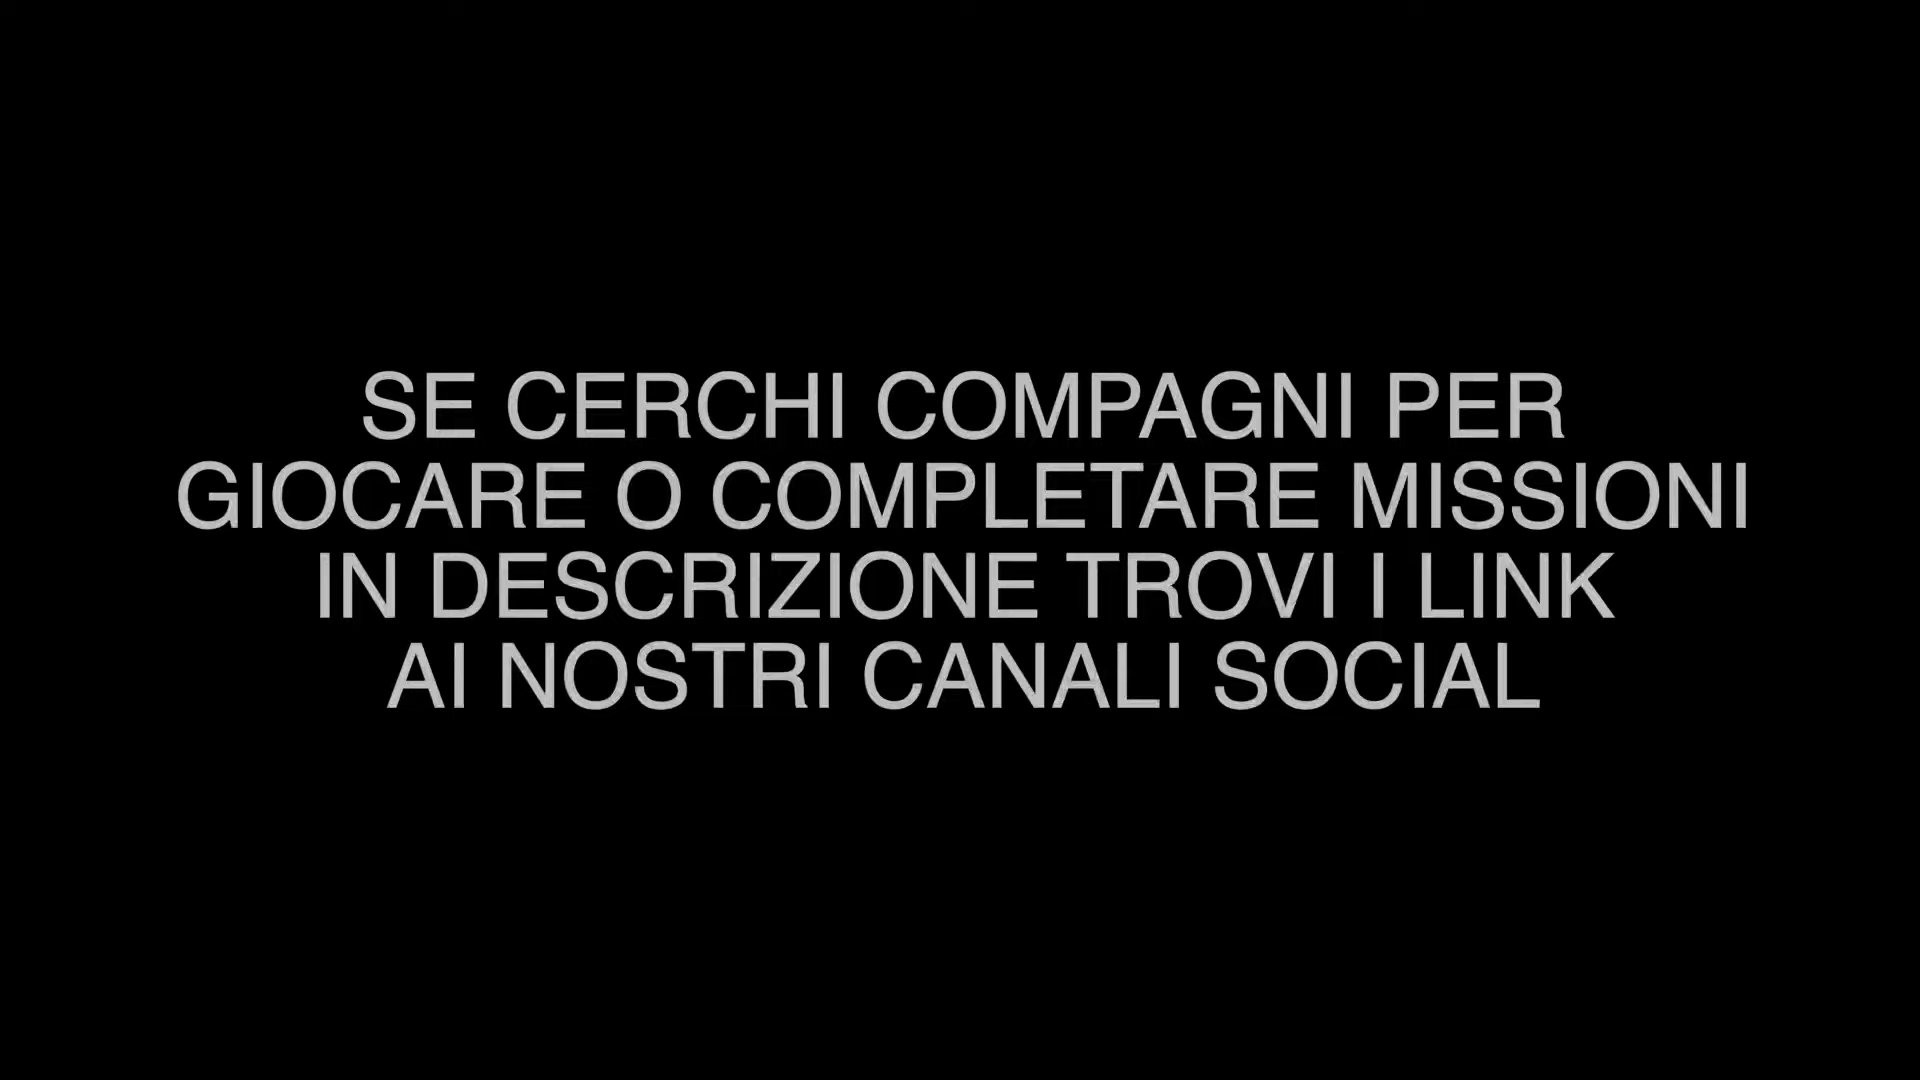 SE CERCHI COMPAGNI PER
GIOCARE O COMPLETARE MISSIONI
IN DESCRIZIONE TROVI I LINK
AI NOSTRI CANALI SOCIAL